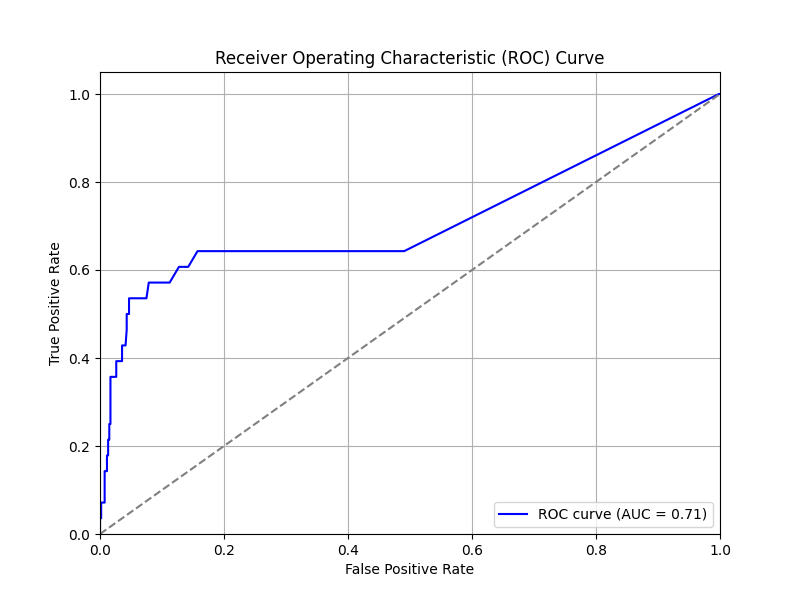 Receiver Operating Characteristic (ROC) Curve
1.0
0.8
0.6
0.4
0.2
0.0
True Positive Rate
ROC curve (AUC = 0.71)
0.0 0.2 0.4 0.6 0.8 1.0
False Positive Rate